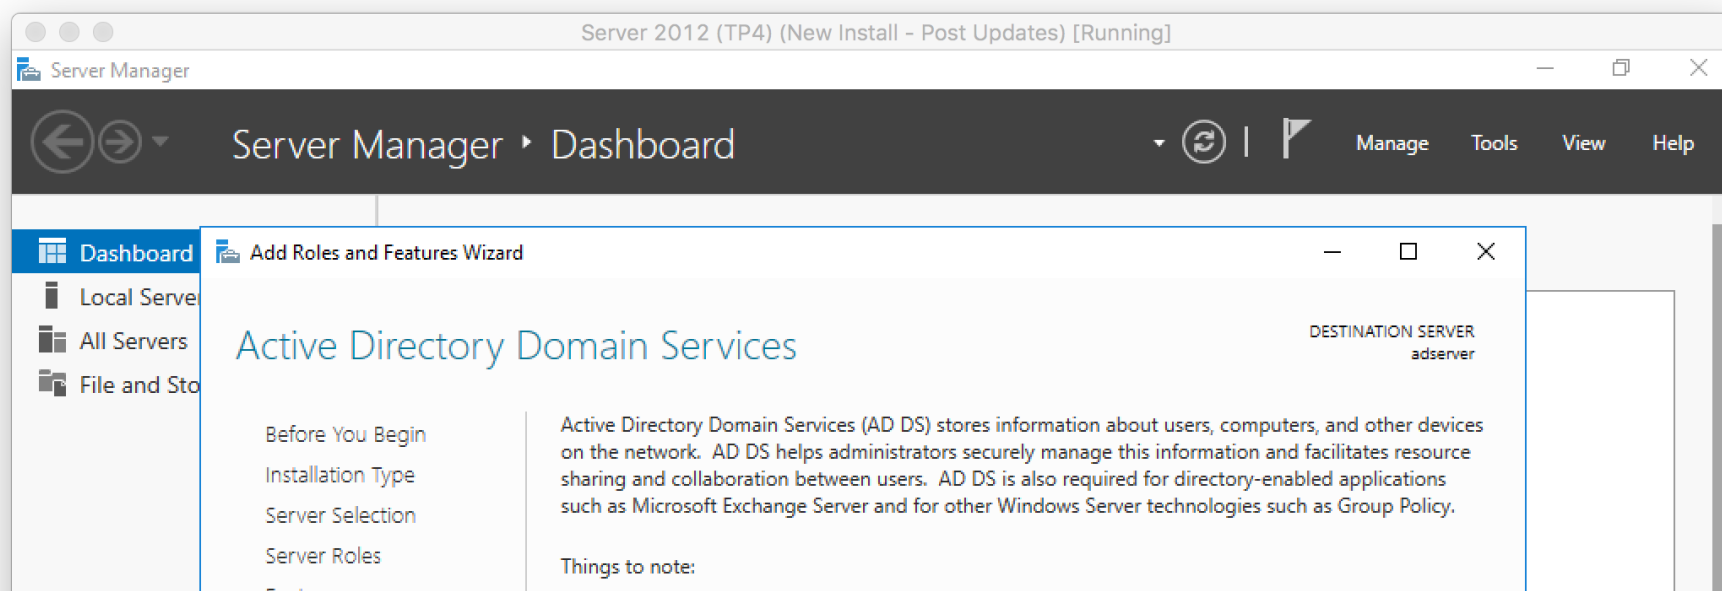 Server 2012 (TP4) (New Install - Post Updates) [Running]
Server Manager
Server Manager ‣ Dashboard
Manage Tools View Help
Dashboard
Local Server
All Servers
File and Sto
Add Roles and Features Wizard
Active Directory Domain Services
DESTINATION SERVER
adserver
Before You Begin
Installation Type
Server Selection
Server Roles
Active Directory Domain Services (AD DS) stores information about users, computers, and other devices
on the network. AD DS helps administrators securely manage this information and facilitates resource
sharing and collaboration between users. AD DS is also required for directory-enabled applications
such as Microsoft Exchange Server and for other Windows Server technologies such as Group Policy.
Things to note: